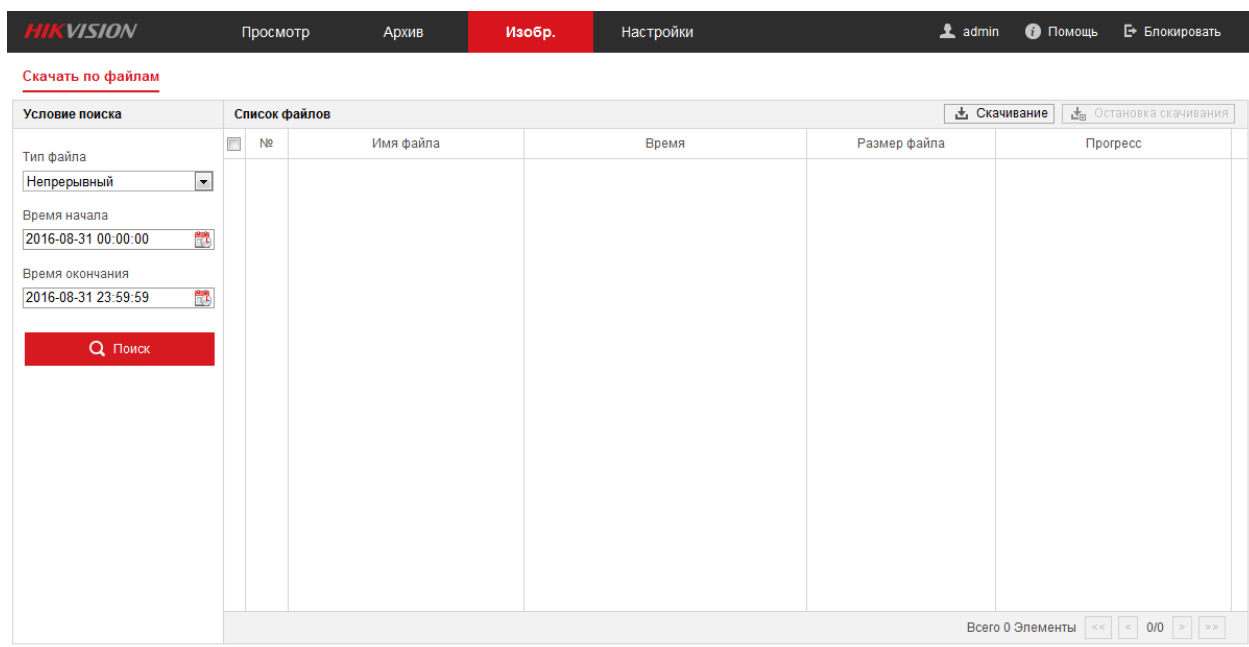 HIKVISION Просмотр Архив Изобр. Настройки admin Помощь Блокировать
Скачать по файлам
Условие поиска
Список файлов Скачивание Остановка скачивания
№ Имя файла Время Размер файла Прогресс
Тип файла
Непрерывный
Время начала
2016-08-31 00:00:00
Время окончания
2016-08-31 23:59:59
Поиск
Всего 0 Элементы << < 0/0 > >>